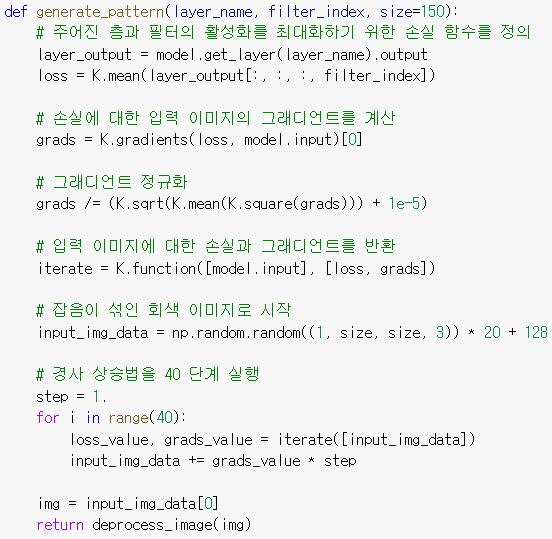 def generate_pattern(layer_name, filter_index, size=150):
    # 주어진 층과 필터의 활성화를 최대화하기 위한 손실 함수를 정의
    layer_output = model.get_layer(layer_name).output
    loss = K.mean(layer_output[:, :, :, filter_index])

    # 손실에 대한 입력 이미지의 그래디언트를 계산
    grads = K.gradients(loss, model.input)[0]

    # 그래디언트 정규화
    grads /= (K.sqrt(K.mean(K.square(grads))) + 1e-5)

    # 입력 이미지에 대한 손실과 그래디언트를 반환
    iterate = K.function([model.input], [loss, grads])

    # 잡음이 섞인 회색 이미지로 시작
    input_img_data = np.random.random((1, size, size, 3)) * 20 + 128

    # 경사 상승법을 40 단계 실행
    step = 1.
    for i in range(40):
        loss_value, grads_value = iterate([input_img_data])
        input_img_data += grads_value * step

    img = input_img_data[0]
    return deprocess_image(img)